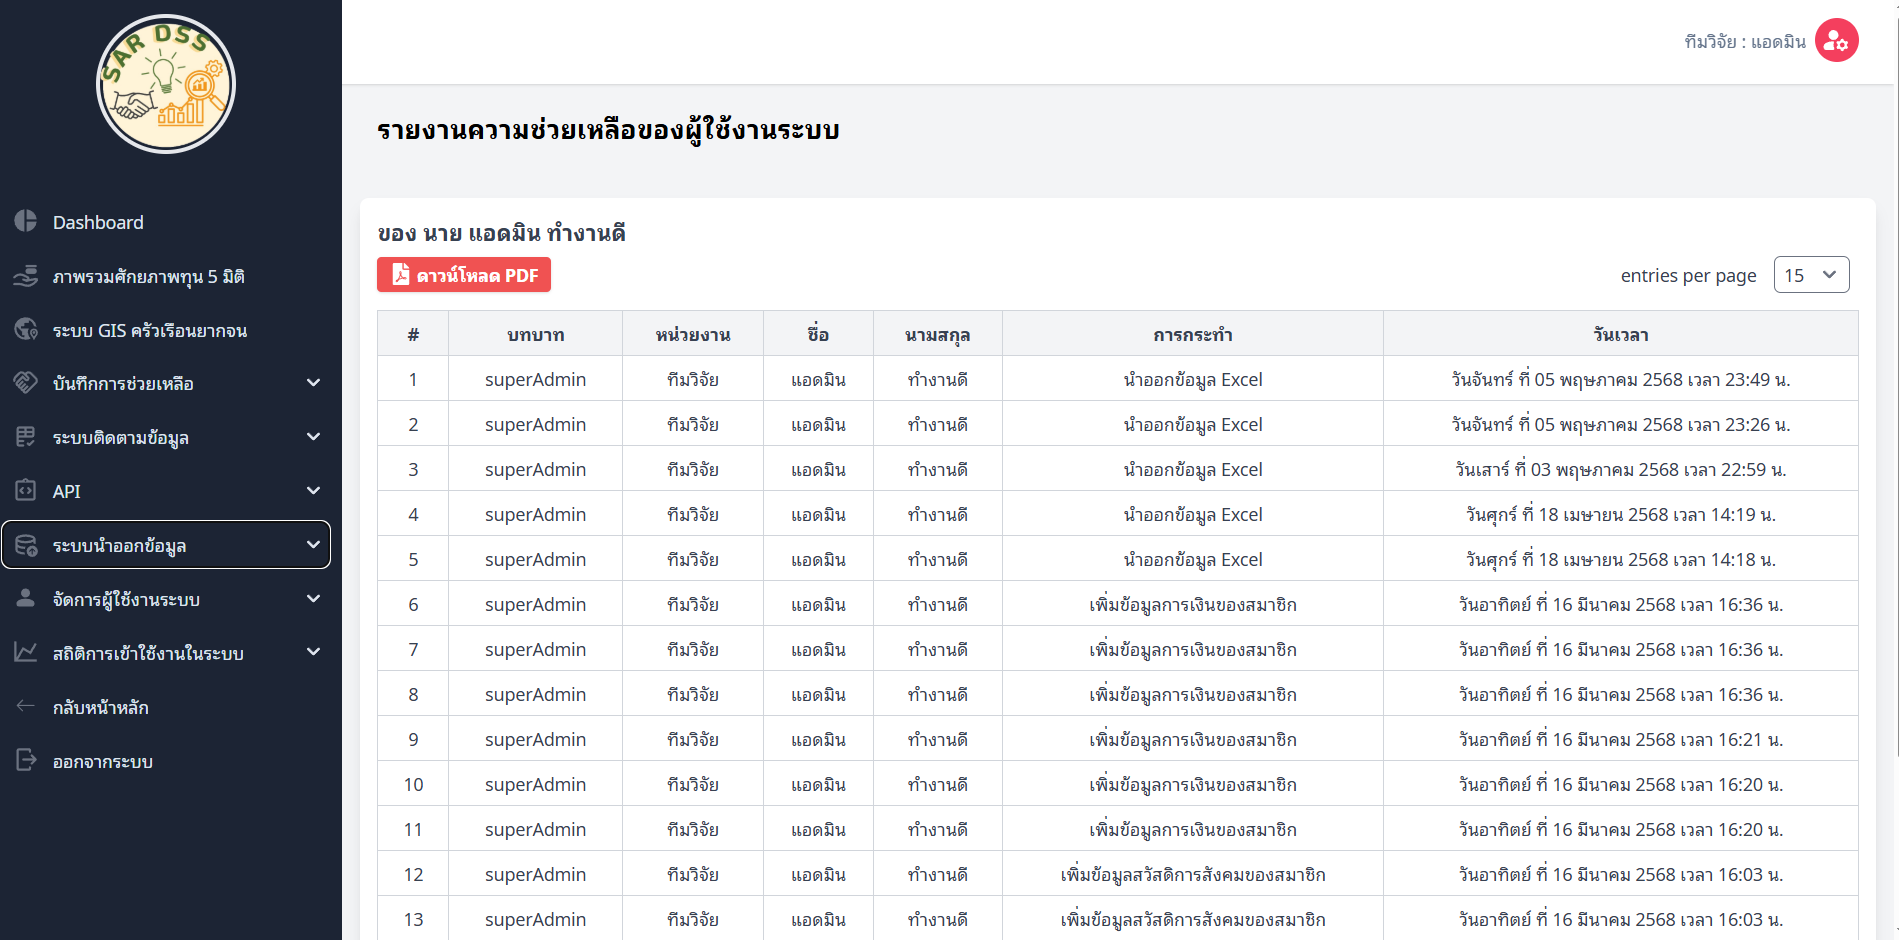 SAR DSS
Dashboard
ภาพรวมศักยภาพทุน 5 มิติ
ระบบ GIS ครัวเรือนยากจน
บันทึกการช่วยเหลือ
ระบบติดตามข้อมูล
API
ระบบนำออกข้อมูล
จัดการผู้ใช้งานระบบ
สถิติการเข้าใช้งานในระบบ
กลับหน้าหลัก
ออกจากระบบ
ทีมวิจัย : แอดมิน
รายงานความช่วยเหลือของผู้ใช้งานระบบ
ของ นาย แอดมิน ทำงานดี
ดาวน์โหลด PDF
entries per page 15
# บทบาท หน่วยงาน ชื่อ นามสกุล การกระทำ วันเวลา
1 superAdmin ทีมวิจัย แอดมิน ทำงานดี นำออกข้อมูล Excel วันจันทร์ ที่ 05 พฤษภาคม 2568 เวลา 23:49 น.
2 superAdmin ทีมวิจัย แอดมิน ทำงานดี นำออกข้อมูล Excel วันจันทร์ ที่ 05 พฤษภาคม 2568 เวลา 23:26 น.
3 superAdmin ทีมวิจัย แอดมิน ทำงานดี นำออกข้อมูล Excel วันเสาร์ ที่ 03 พฤษภาคม 2568 เวลา 22:59 น.
4 superAdmin ทีมวิจัย แอดมิน ทำงานดี นำออกข้อมูล Excel วันศุกร์ ที่ 18 เมษายน 2568 เวลา 14:19 น.
5 superAdmin ทีมวิจัย แอดมิน ทำงานดี นำออกข้อมูล Excel วันศุกร์ ที่ 18 เมษายน 2568 เวลา 14:18 น.
6 superAdmin ทีมวิจัย แอดมิน ทำงานดี เพิ่มข้อมูลการเงินของสมาชิก วันอาทิตย์ ที่ 16 มีนาคม 2568 เวลา 16:36 น.
7 superAdmin ทีมวิจัย แอดมิน ทำงานดี เพิ่มข้อมูลการเงินของสมาชิก วันอาทิตย์ ที่ 16 มีนาคม 2568 เวลา 16:36 น.
8 superAdmin ทีมวิจัย แอดมิน ทำงานดี เพิ่มข้อมูลการเงินของสมาชิก วันอาทิตย์ ที่ 16 มีนาคม 2568 เวลา 16:36 น.
9 superAdmin ทีมวิจัย แอดมิน ทำงานดี เพิ่มข้อมูลการเงินของสมาชิก วันอาทิตย์ ที่ 16 มีนาคม 2568 เวลา 16:21 น.
10 superAdmin ทีมวิจัย แอดมิน ทำงานดี เพิ่มข้อมูลการเงินของสมาชิก วันอาทิตย์ ที่ 16 มีนาคม 2568 เวลา 16:20 น.
11 superAdmin ทีมวิจัย แอดมิน ทำงานดี เพิ่มข้อมูลการเงินของสมาชิก วันอาทิตย์ ที่ 16 มีนาคม 2568 เวลา 16:20 น.
12 superAdmin ทีมวิจัย แอดมิน ทำงานดี เพิ่มข้อมูลสวัสดิการสังคมของสมาชิก วันอาทิตย์ ที่ 16 มีนาคม 2568 เวลา 16:03 น.
13 superAdmin ทีมวิจัย แอดมิน ทำงานดี เพิ่มข้อมูลสวัสดิการสังคมของสมาชิก วันอาทิตย์ ที่ 16 มีนาคม 2568 เวลา 16:03 น.